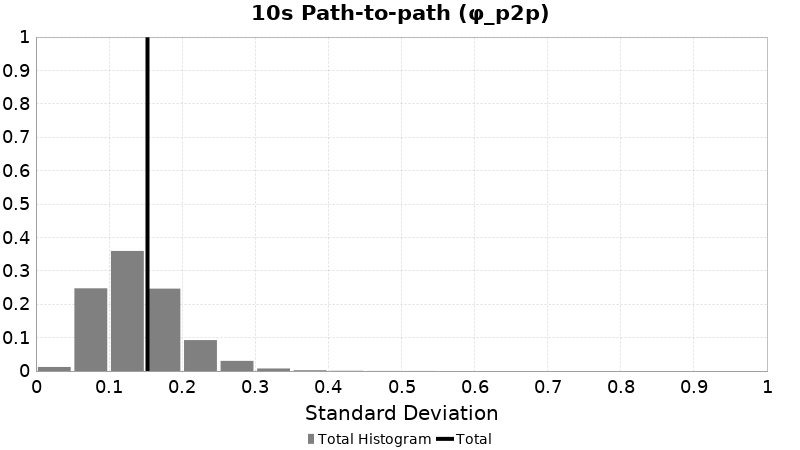 10s Path-to-path (φ_p2p)
1
0.9
0.8
0.7
0.6
0.5
0.4
0.3
0.2
0.1
0
0 0.1 0.2 0.3 0.4 0.5 0.6 0.7 0.8 0.9 1
Standard Deviation
Total Histogram Total